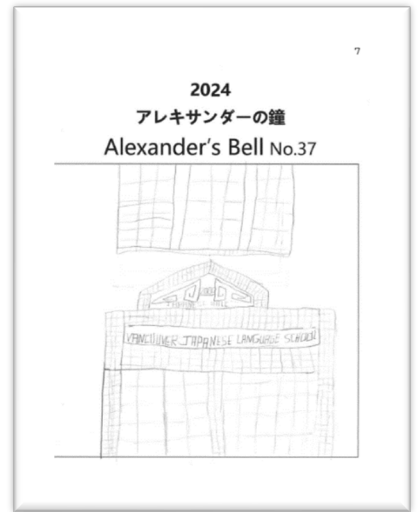 7
2024
アレキサンダーの鐘
Alexander's Bell No.37
VANCOUVER JAPANESE LANGUAGE SCHOOL